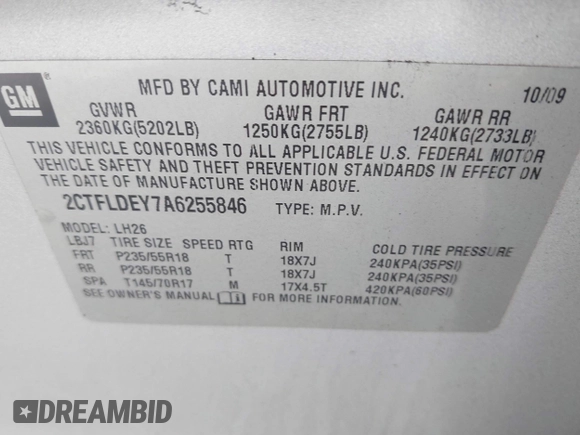 GM
MFD BY CAMI AUTOMOTIVE INC.
10/09
GVWR GAWR FRT GAWR RR
2360KG(5202LB) 1250KG(2755LB) 1240KG(2733LB)
THIS VEHICLE CONFORMS TO ALL APPLICABLE U.S. FEDERAL MOTOR
VEHICLE SAFETY AND THEFT PREVENTION STANDARDS IN EFFECT ON
THE DATE OF MANUFACTURE SHOWN ABOVE.
2CTFLDEY7A6255846 TYPE: M.P.V.
MODEL: LH26
LBJ7 TIRE SIZE SPEED RTG RIM COLD TIRE PRESSURE
FRT P235/55R18 T 18X7J 240KPA(35PSI)
RR P235/55R18 T 18X7J 240KPA(35PSI)
SPA T145/70R17 M 17X4.5T 420KPA(60PSI)
SEE OWNER'S MANUAL FOR MORE INFORMATION.
DREAMBID